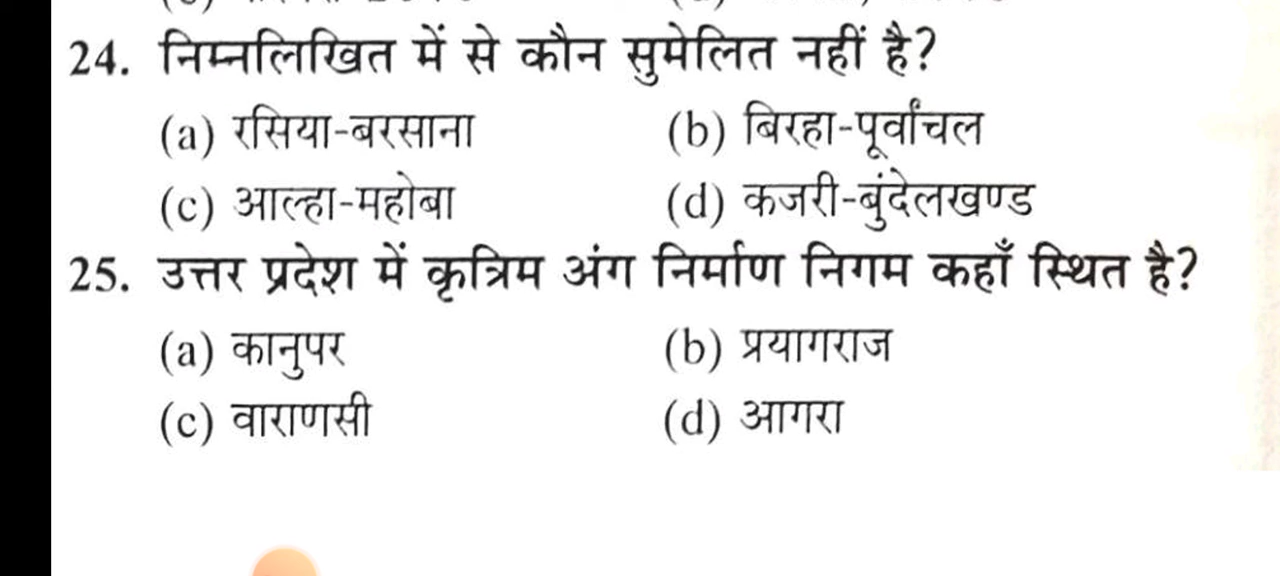 24. निम्नलिखित में से कौन सुमेलित नहीं है?
(a) रसिया-बरसाना (b) बिरहा-पूर्वांचल
(c) आल्हा-महोबा (d) कजरी-बुंदेलखण्ड
25. उत्तर प्रदेश में कृत्रिम अंग निर्माण निगम कहाँ स्थित है?
(a) कानुपर (b) प्रयागराज
(c) वाराणसी (d) आगरा